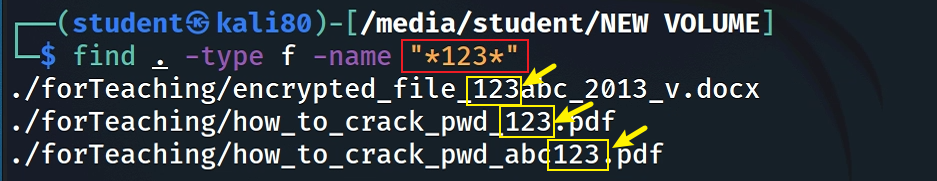 ┌──(student㉿kali80)-[/media/student/NEW VOLUME]
└─$ find . -type f -name "*123*"
./forTeaching/encrypted_file_123abc_2013_v.docx
./forTeaching/how_to_crack_pwd_123.pdf
./forTeaching/how_to_crack_pwd_abc123.pdf